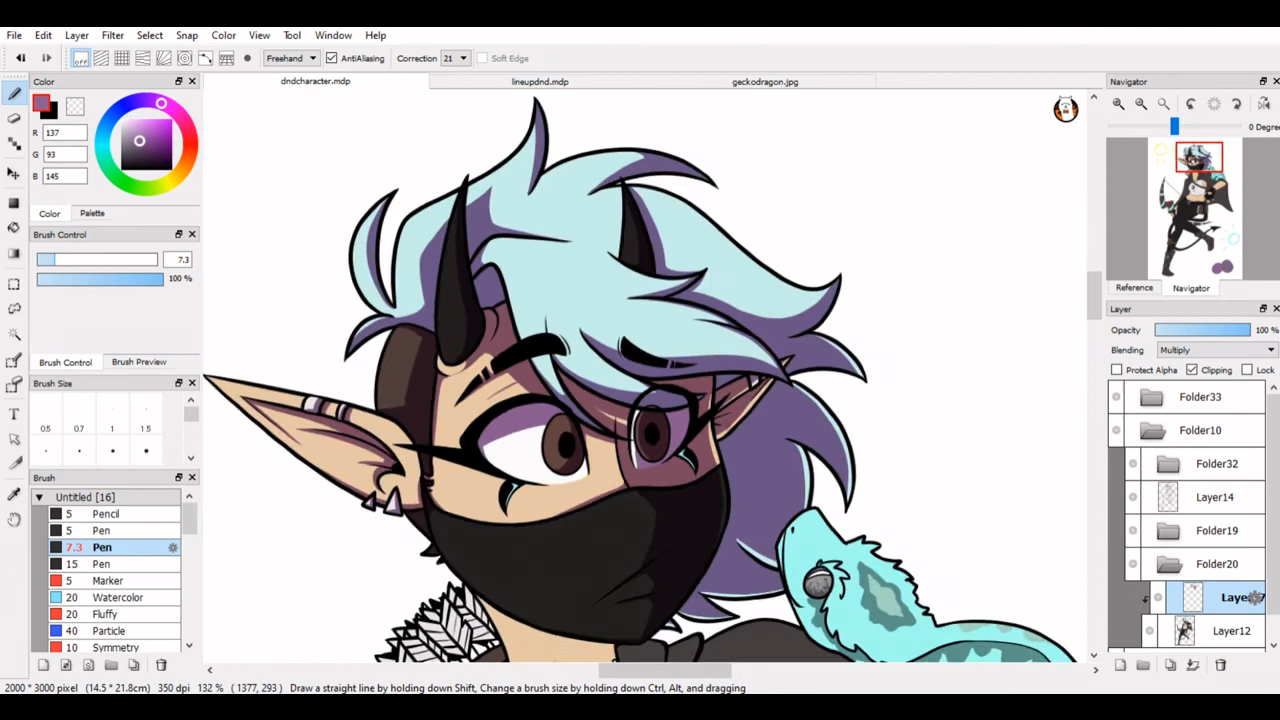 File Edit Layer Filter Select Snap Color View Tool Window Help
off Freehand AntiAliasing Correction 21 Soft Edge
Color
dndcharacter.mdp lineupdnd.mdp geckodragon.jpg
Navigator
R 137
G 93
B 145
0 Degree
Color Palette
Brush Control
7.3
100 %
Reference Navigator
Layer
Opacity 100 %
Blending Multiply
Protect Alpha Clipping Lock
Brush Control Brush Preview
Brush Size
0.5 0.7 1 1.5
Brush
Untitled [16]
5 Pencil
5 Pen
7.3 Pen
15 Pen
5 Marker
20 Watercolor
20 Fluffy
40 Particle
10 Symmetry
Folder33
Folder10
Folder32
Layer14
Folder19
Folder20
Layer12
2000 * 3000 pixel (14.5 * 21.8cm) 350 dpi 132 % ( 1377, 293 ) Draw a straight line by holding down Shift, Change a brush size by holding down Ctrl, Alt, and dragging